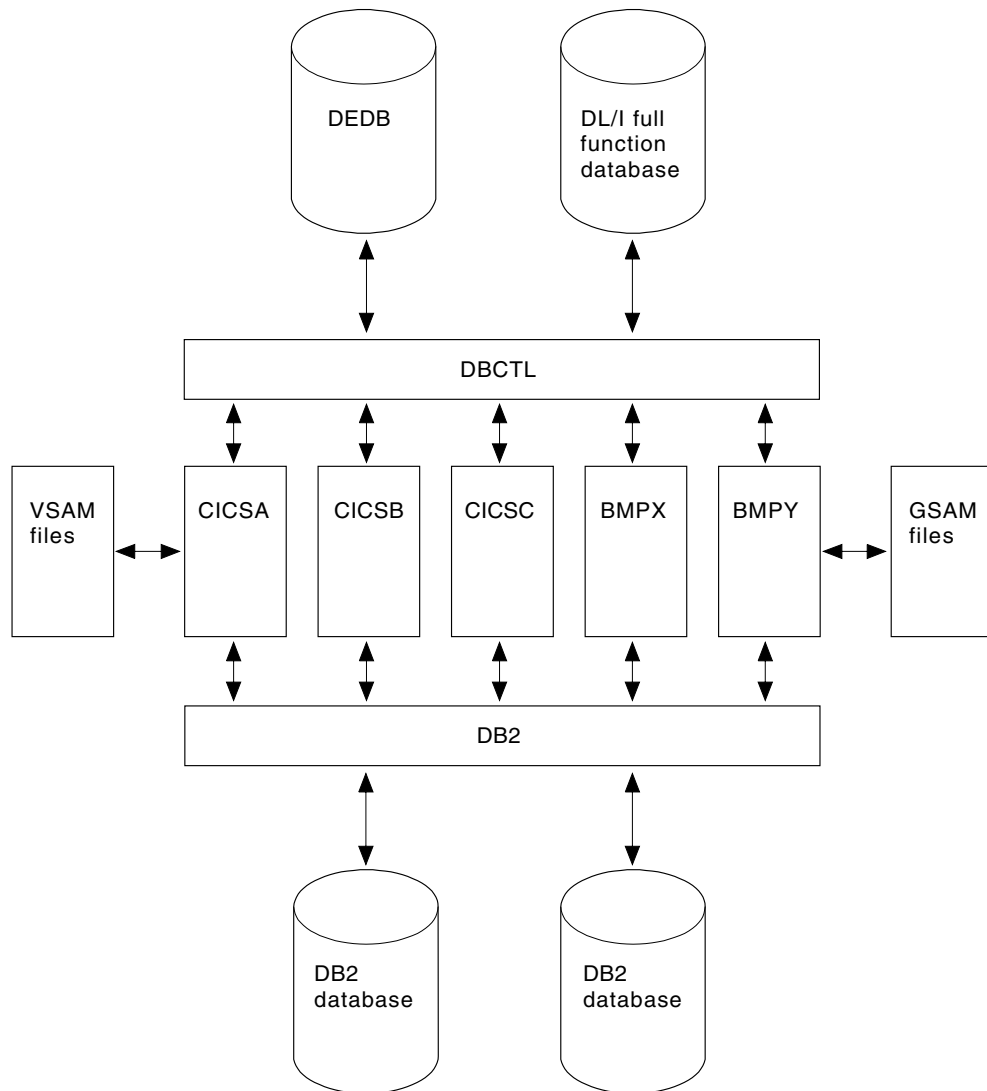 DEDB
DL/I full
function
database
DBCTL
VSAM
files
CICSA
CICSB
CICSC
BMPX
BMPY
GSAM
files
DB2
DB2
database
DB2
database